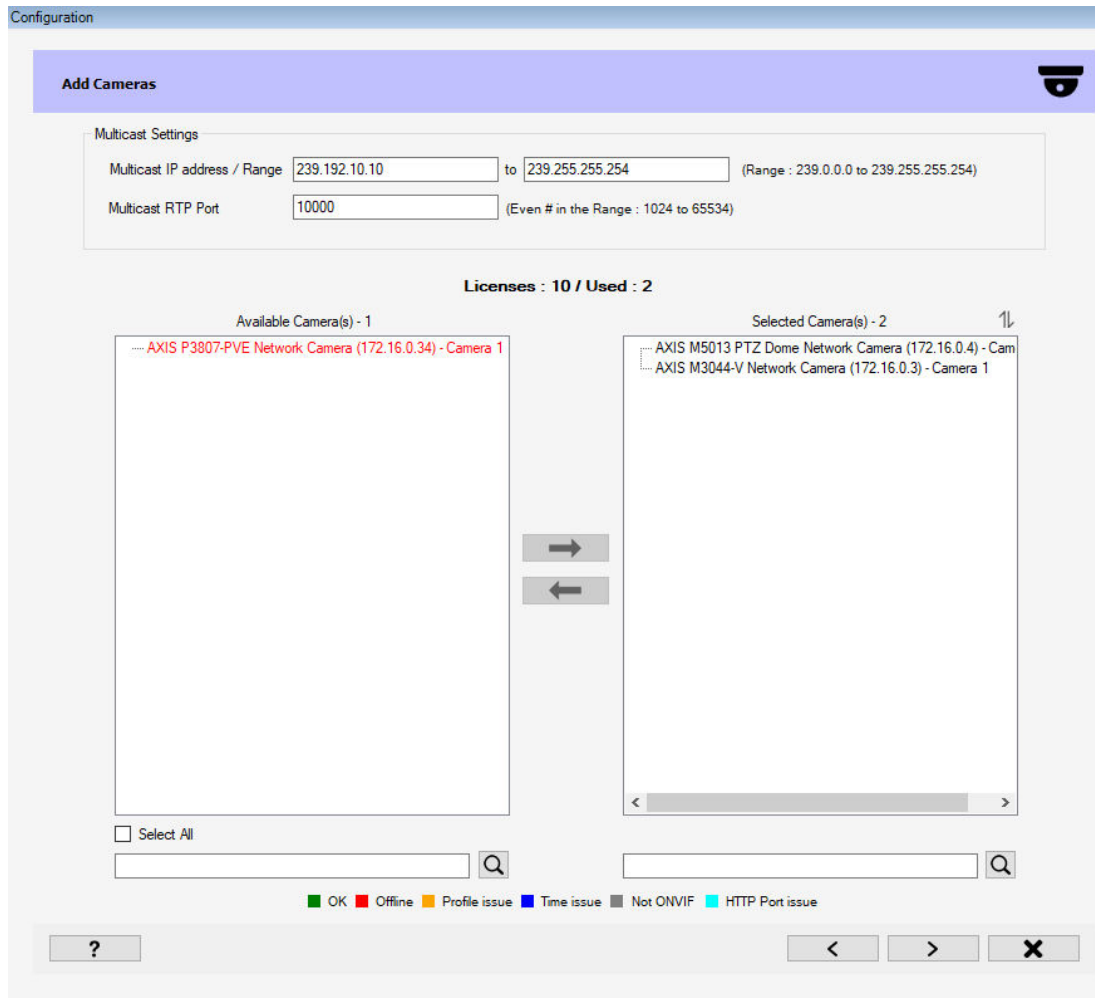 Configuration
Add Cameras
Multicast Settings
Multicast IP address / Range 239.192.10.10 to 239.255.255.254 (Range : 239.0.0.0 to 239.255.255.254)
Multicast RTP Port 10000 (Even # in the Range : 1024 to 65534)
Licenses : 10 / Used : 2
Available Camera(s) - 1 Selected Camera(s) - 2
AXIS P3807-PVE Network Camera (172.16.0.34) - Camera 1 AXIS M5013 PTZ Dome Network Camera (172.16.0.4) - Cam
AXIS M3044-V Network Camera (172.16.0.3) - Camera 1
Select All
OK Offline Profile issue Time issue Not ONVIF HTTP Port issue
? < >